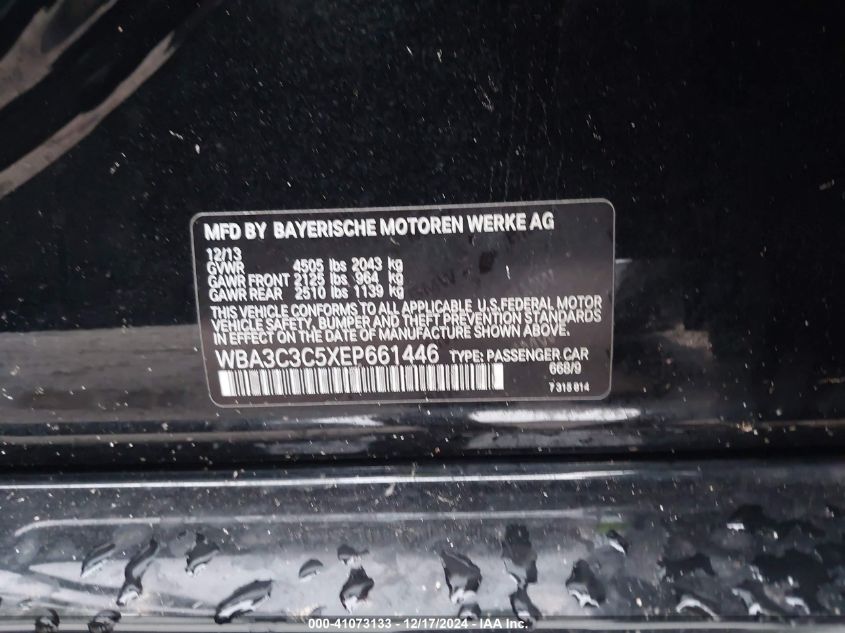 MFD BY BAYERISCHE MOTOREN WERKE AG
12/13
GVWR 4505 lbs 2043 kg
GAWR FRONT 2125 lbs 964 kg
GAWR REAR 2510 lbs 1139 kg
THIS VEHICLE CONFORMS TO ALL APPLICABLE U.S.FEDERAL MOTOR
VEHICLE SAFETY, BUMPER AND THEFT PREVENTION STANDARDS
IN EFFECT ON THE DATE OF MANUFACTURE SHOWN ABOVE.
WBA3C3C5XEP661446 TYPE: PASSENGER CAR
668/9
7 315 814
000-41073133 - 12/17/2024 - IAA Inc.